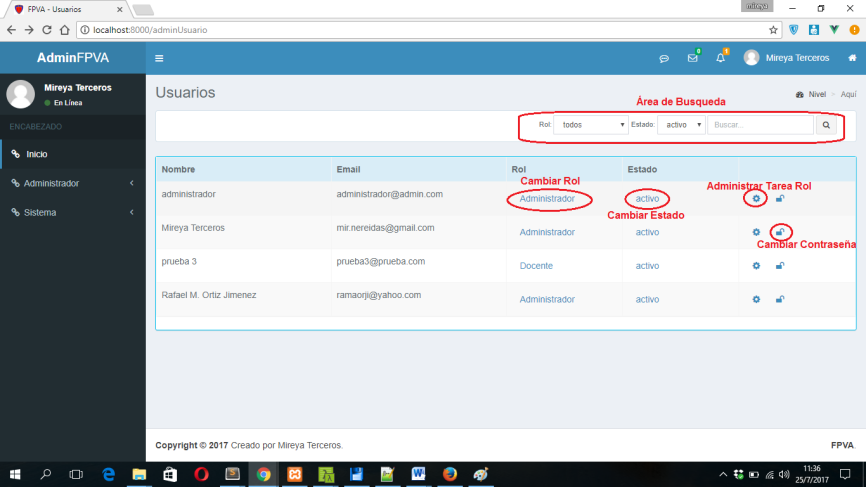 FPVA - Usuarios
mireya
localhost:8000/adminUsuario
AdminFPVA
Mireya Terceros
Mireya Terceros
En Línea
ENCABEZADO
Inicio
Administrador
Sistema
Usuarios
Nivel > Aquí
Área de Busqueda
Rol: todos Estado: activo Buscar...
Nombre Email Rol Estado
Cambiar Rol
Administrar Tarea Rol
administrador administrador@admin.com Administrador activo
Cambiar Estado
Mireya Terceros mir.nereidas@gmail.com Administrador activo
Cambiar Contraseña
prueba 3 prueba3@prueba.com Docente activo
Rafael M. Ortiz Jimenez ramaorji@yahoo.com Administrador activo
Copyright © 2017 Creado por Mireya Terceros.
FPVA.
11:36
25/7/2017